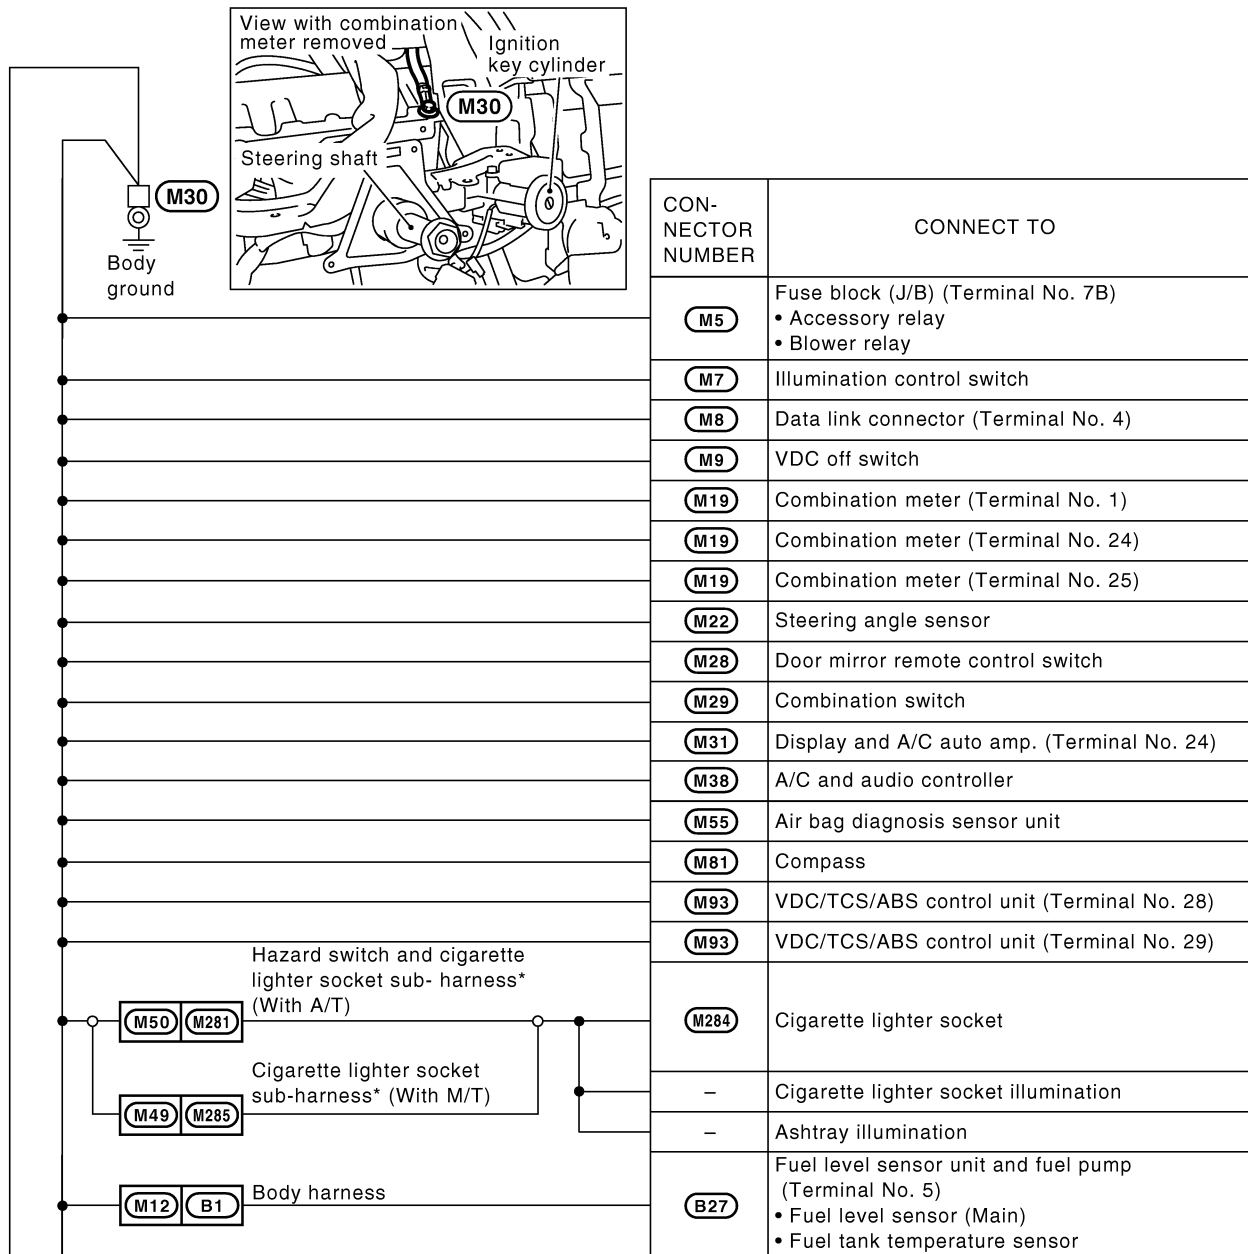 View with combination
meter removed
Ignition
key cylinder
M30
Steering shaft
M30
Body
ground
CON-
NECTOR
NUMBER
CONNECT TO
M5
Fuse block (J/B) (Terminal No. 7B)
• Accessory relay
• Blower relay
M7 Illumination control switch
M8 Data link connector (Terminal No. 4)
M9 VDC off switch
M19 Combination meter (Terminal No. 1)
M19 Combination meter (Terminal No. 24)
M19 Combination meter (Terminal No. 25)
M22 Steering angle sensor
M28 Door mirror remote control switch
M29 Combination switch
M31 Display and A/C auto amp. (Terminal No. 24)
M38 A/C and audio controller
M55 Air bag diagnosis sensor unit
M81 Compass
M93 VDC/TCS/ABS control unit (Terminal No. 28)
M93 VDC/TCS/ABS control unit (Terminal No. 29)
Hazard switch and cigarette
lighter socket sub- harness*
(With A/T)
M50 M281
M284 Cigarette lighter socket
Cigarette lighter socket
sub-harness* (With M/T)
M49 M285
– Cigarette lighter socket illumination
– Ashtray illumination
M12 B1
Body harness
B27
Fuel level sensor unit and fuel pump
(Terminal No. 5)
• Fuel level sensor (Main)
• Fuel tank temperature sensor